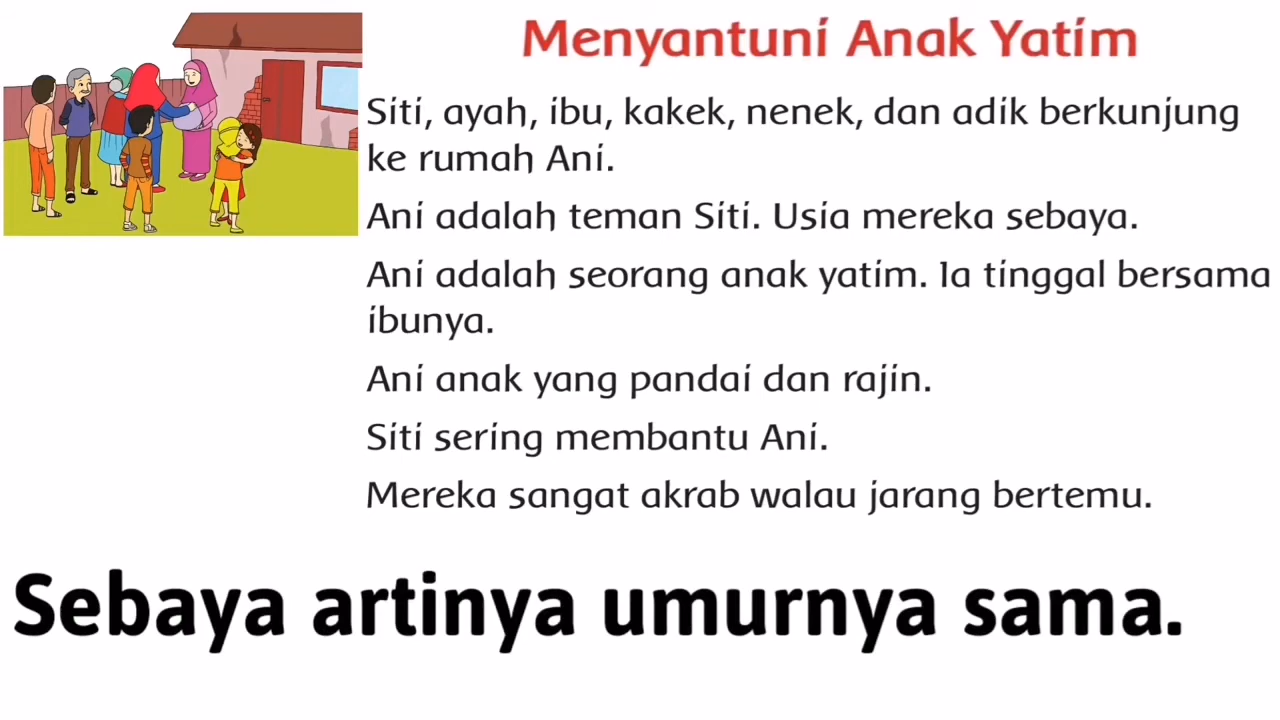 Menyantuni Anak Yatim
Siti, ayah, ibu, kakek, nenek, dan adik berkunjung
ke rumah Ani.
Ani adalah teman Siti. Usia mereka sebaya.
Ani adalah seorang anak yatim. Ia tinggal bersama
ibunya.
Ani anak yang pandai dan rajin.
Siti sering membantu Ani.
Mereka sangat akrab walau jarang bertemu.
Sebaya artinya umurnya sama.